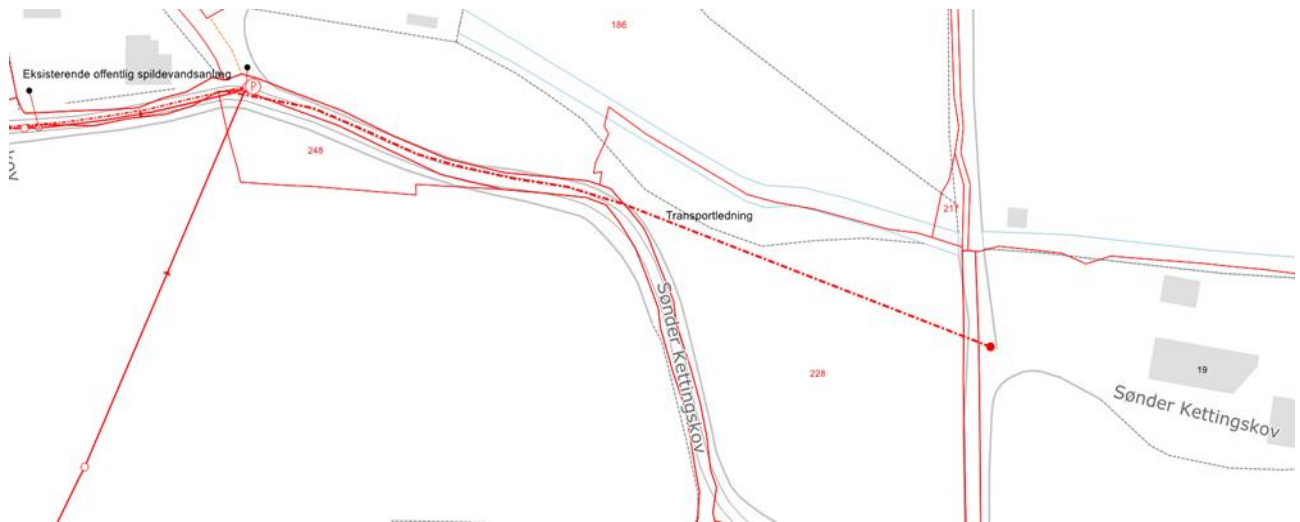 186
Eksisterende offentlig spildevandsanlæg
P
248
217
Transportledning
Sønder Kettingskov
228
19
Sønder Kettingskov